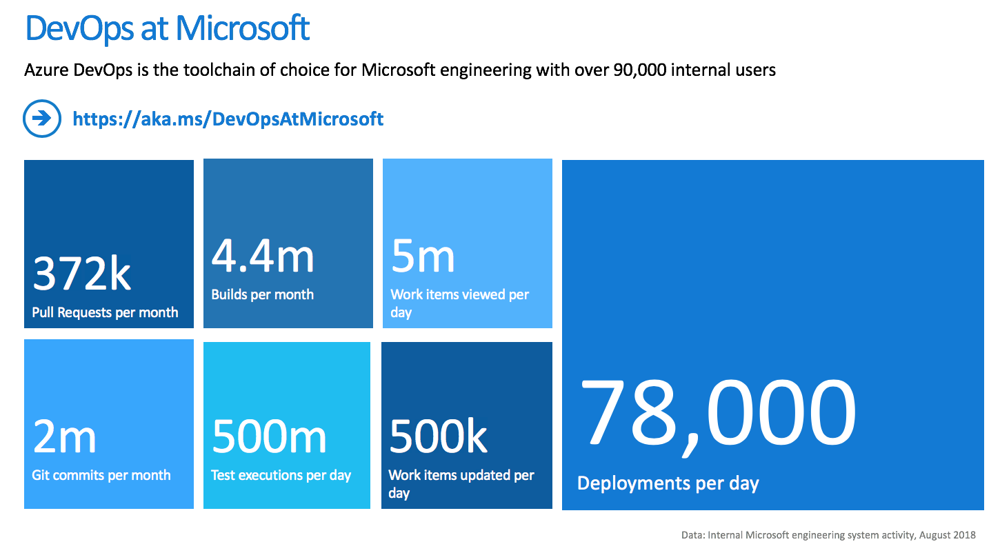 DevOps at Microsoft
Azure DevOps is the toolchain of choice for Microsoft engineering with over 90,000 internal users
https://aka.ms/DevOpsAtMicrosoft
372k
Pull Requests per month
4.4m
Builds per month
5m
Work items viewed per
day
2m
Git commits per month
500m
Test executions per day
500k
Work items updated per
day
78,000
Deployments per day
Data: Internal Microsoft engineering system activity, August 2018